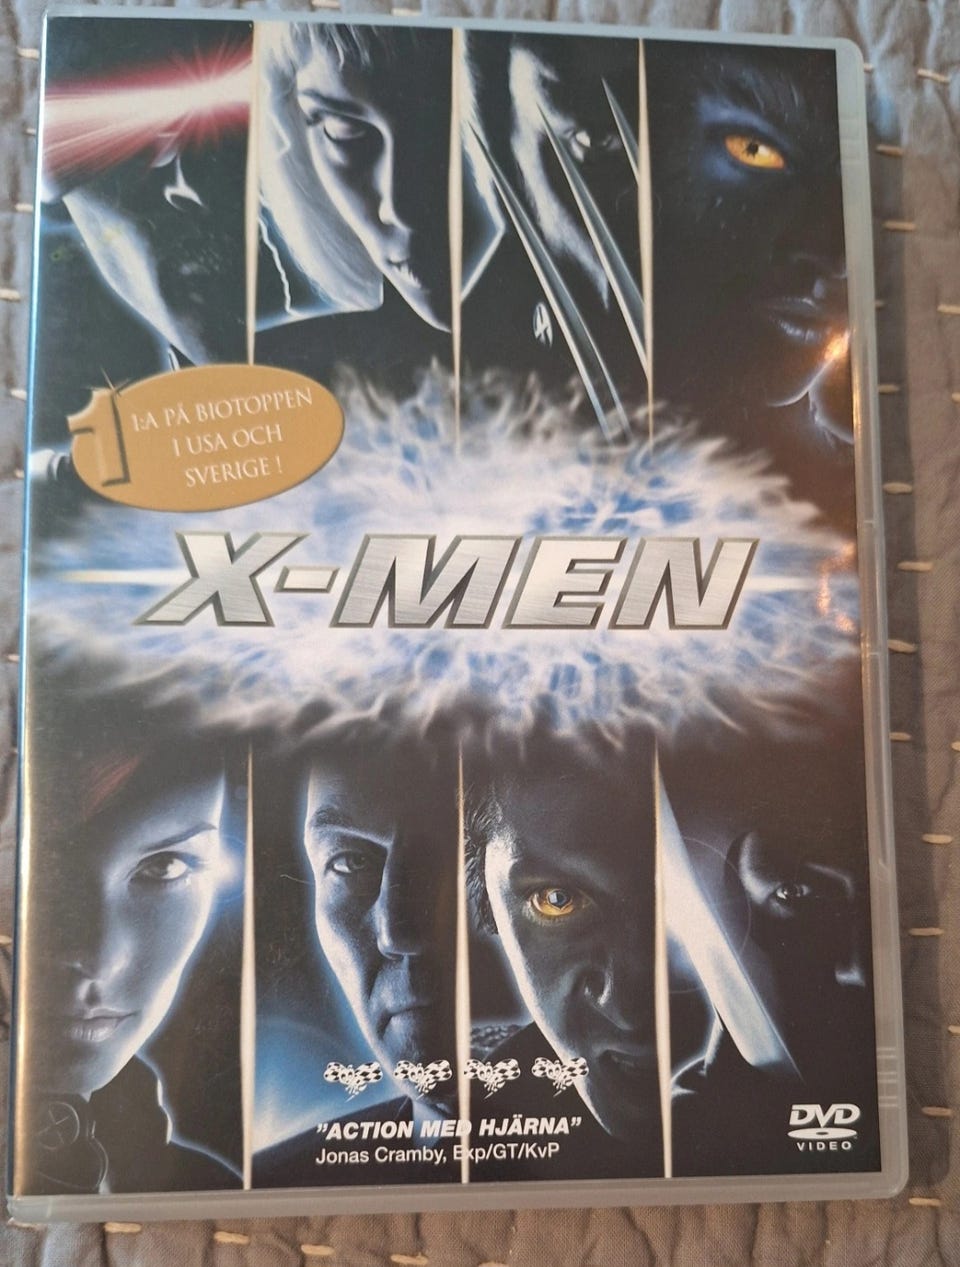 1:A PÅ BIOTOPPEN
I USA OCH
SVERIGE!
X-MEN
"ACTION MED HJÄRNA"
Jonas Cramby, Exp/GT/KvP
DVD
VIDEO